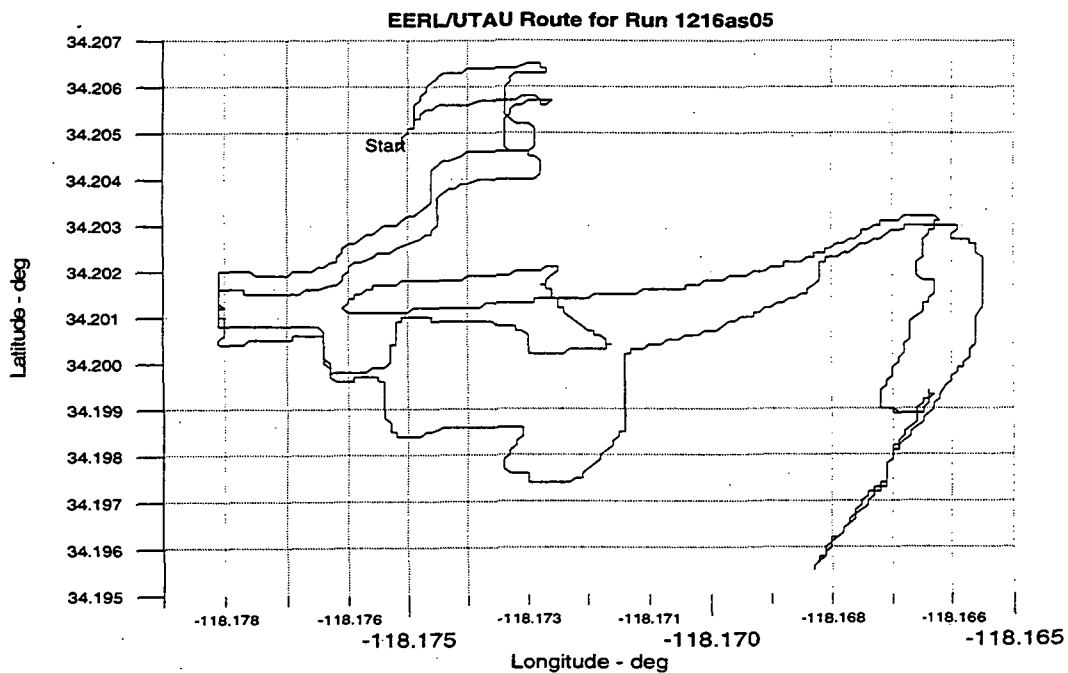 EERL/UTAU Route for Run 1216as05
34.207
34.206
34.205
34.204
34.203
34.202
34.201
34.200
34.199
34.198
34.197
34.196
34.195
Latitude - deg
Start
-118.178 -118.176 -118.173 -118.171 -118.168 -118.166
-118.175 -118.170 -118.165
Longitude - deg